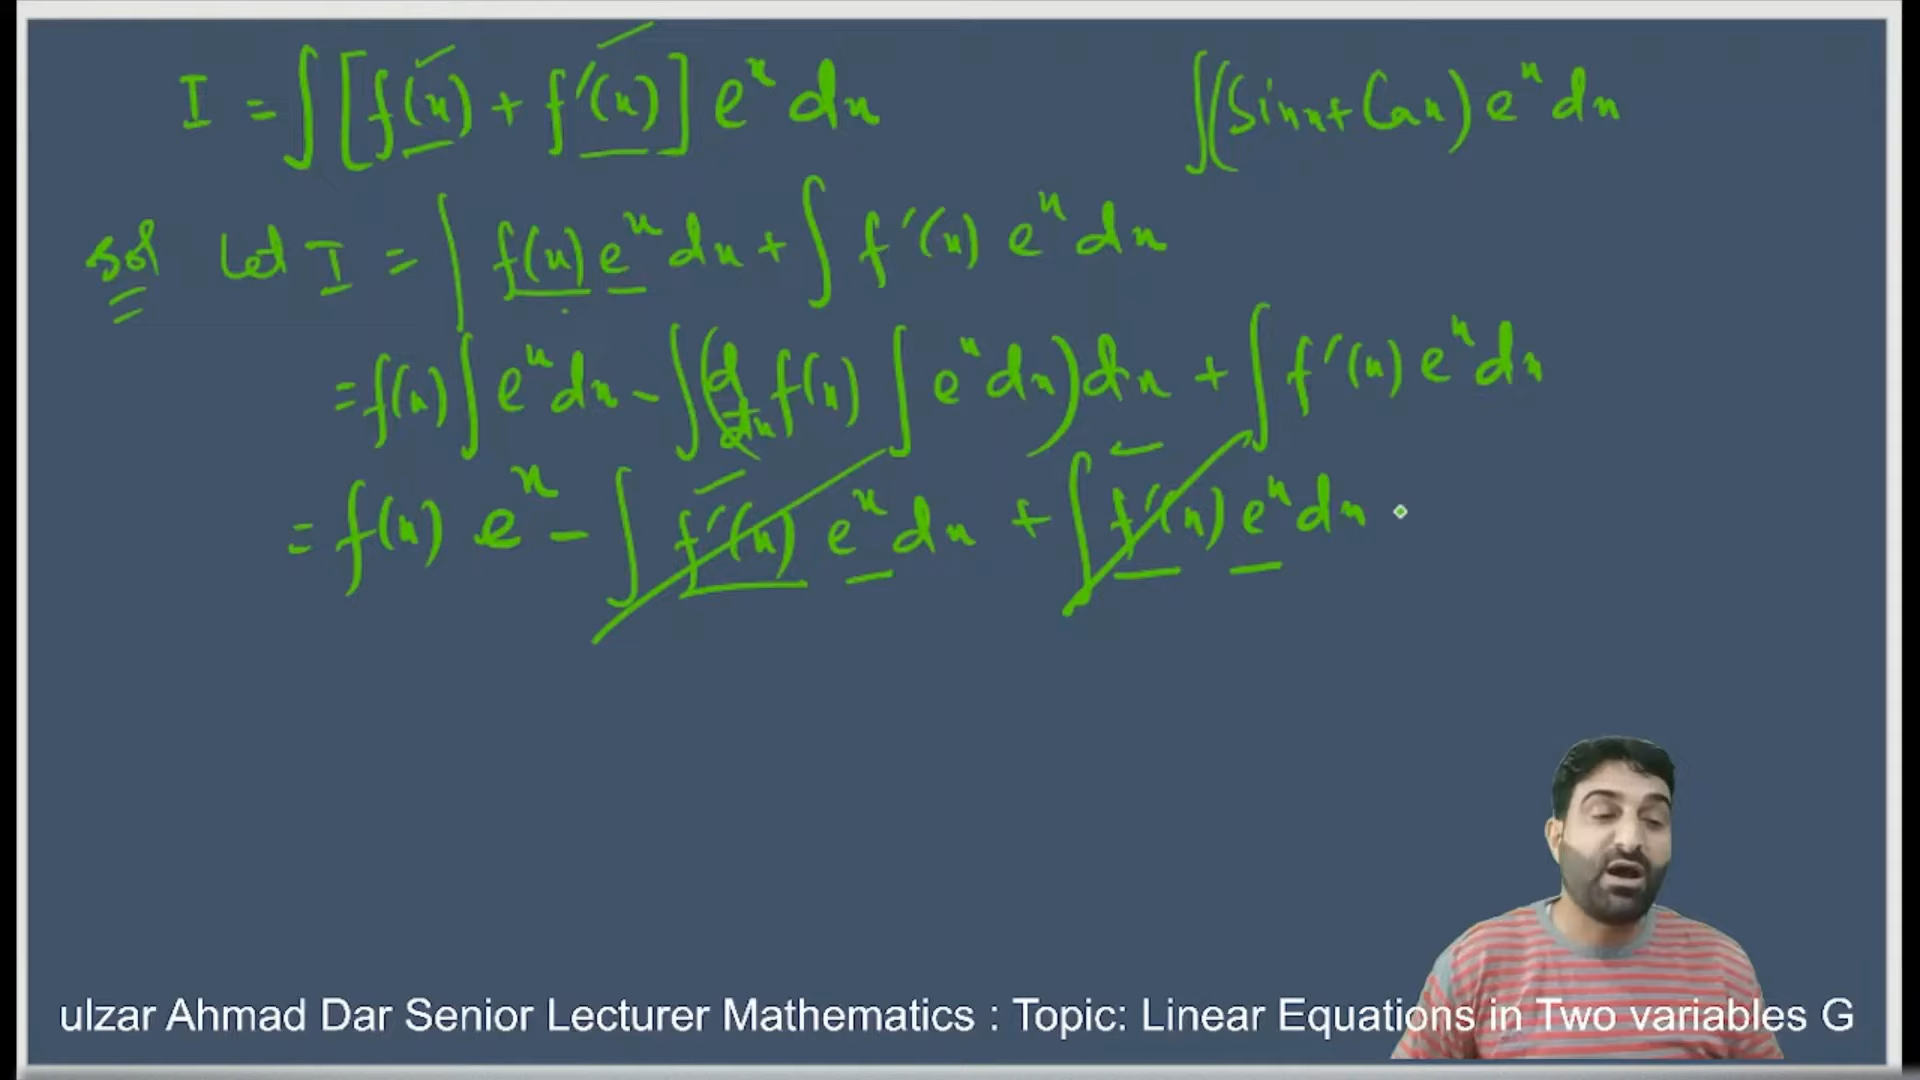 I = ∫ [f(x) + f'(x)] eˣ dx
∫(Sinx + Cosx) eˣ dx
Sol Let I = ∫ f(x) eˣ dx + ∫ f'(x) eˣ dx
= f(x) ∫ eˣ dx - ∫ (d/dx f(x) ∫ eˣ dx) dx + ∫ f'(x) eˣ dx
= f(x) eˣ - ∫ f'(x) eˣ dx + ∫ f'(x) eˣ dx
ulzar Ahmad Dar Senior Lecturer Mathematics : Topic: Linear Equations in Two variables G